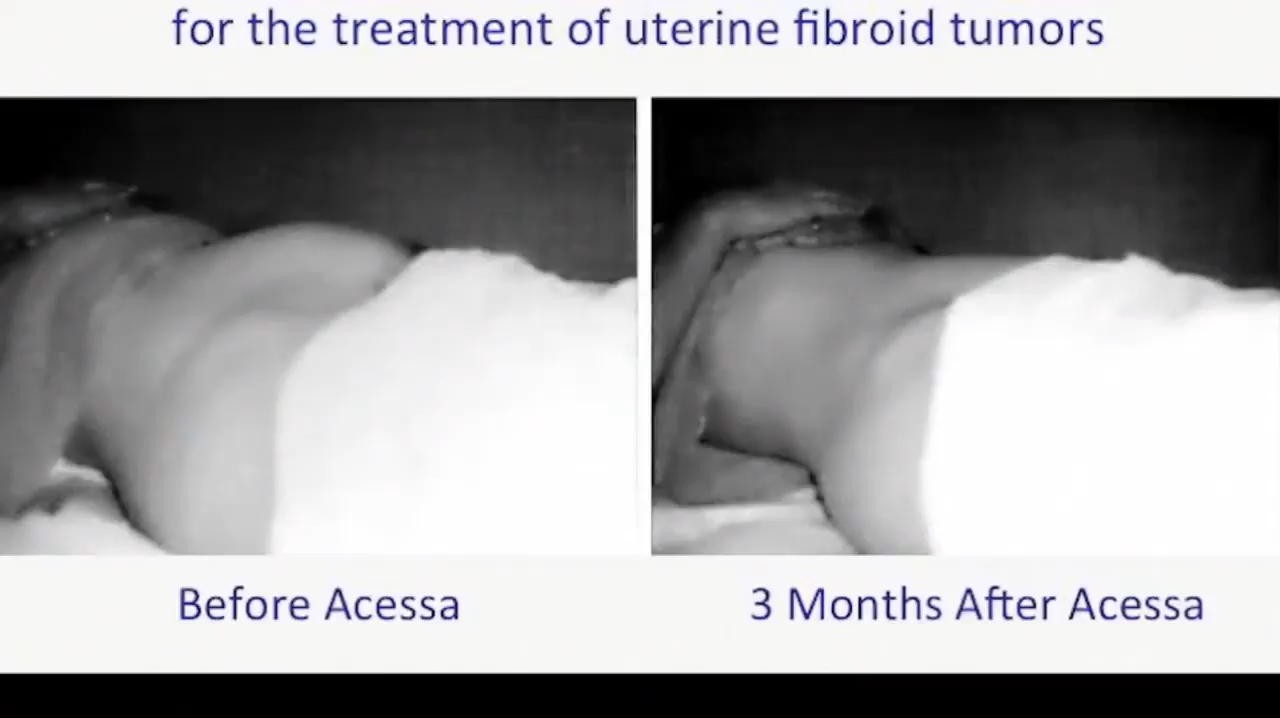 for the treatment of uterine fibroid tumors
Before Acessa
3 Months After Acessa